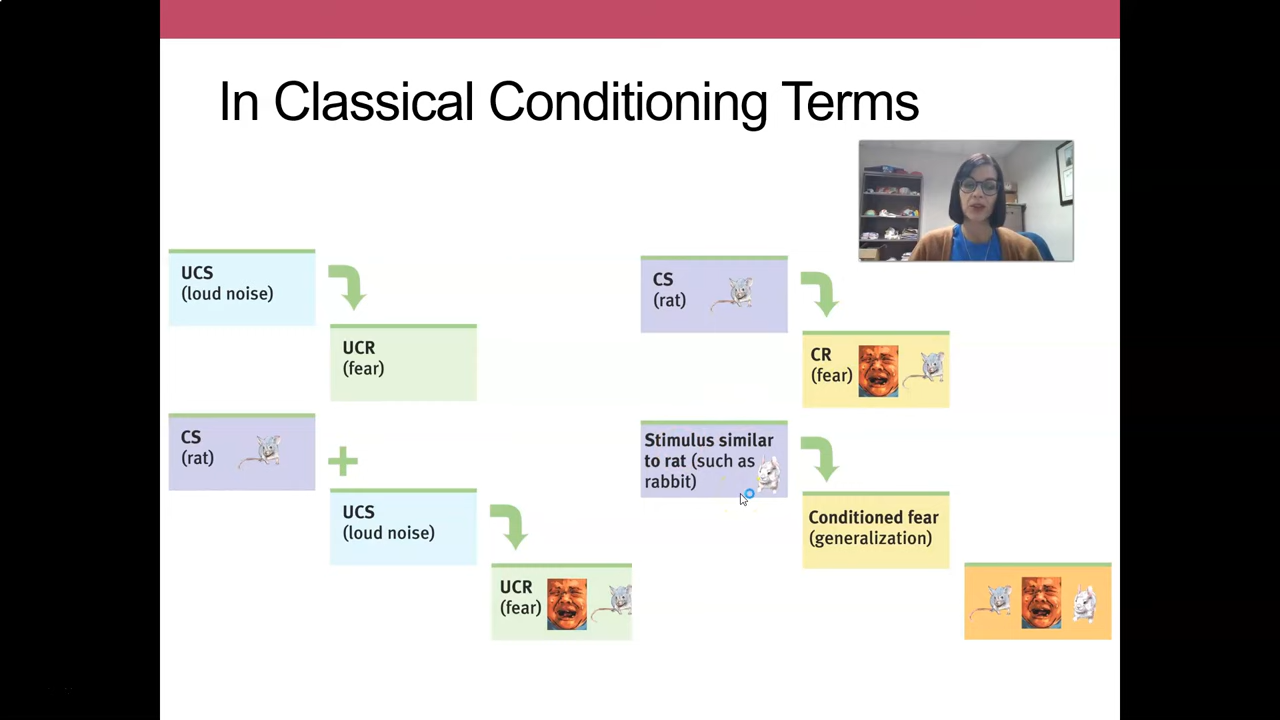 In Classical Conditioning Terms
UCS
(loud noise)
UCR
(fear)
CS
(rat)
UCS
(loud noise)
UCR
(fear)
CS
(rat)
CR
(fear)
Stimulus similar
to rat (such as
rabbit)
Conditioned fear
(generalization)